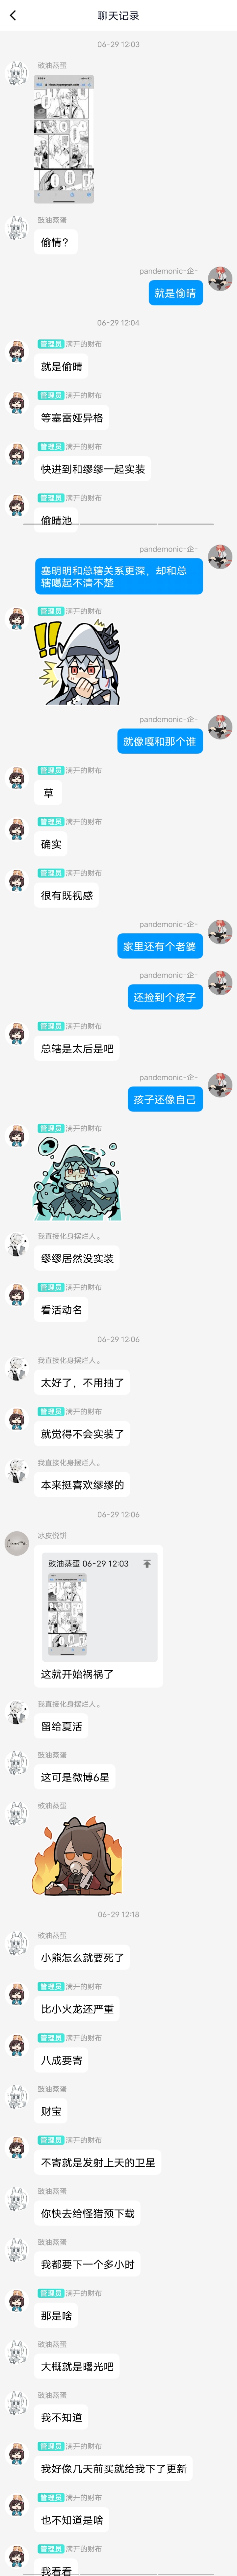 聊天记录
06-29 12:03
豉油蒸蛋
豉油蒸蛋
偷情？
pandemonic-企-
就是偷晴
06-29 12:04
管理员 满开的财布
就是偷晴
管理员 满开的财布
等塞雷娅异格
管理员 满开的财布
快进到和缪缪一起实装
管理员 满开的财布
偷晴池
pandemonic-企-
塞明明和总辖关系更深，却和总
辖喝起不清不楚
管理员 满开的财布
pandemonic-企-
就像嘎和那个谁
管理员 满开的财布
草
管理员 满开的财布
确实
管理员 满开的财布
很有既视感
pandemonic-企-
家里还有个老婆
pandemonic-企-
还捡到个孩子
管理员 满开的财布
总辖是太后是吧
pandemonic-企-
孩子还像自己
管理员 满开的财布
我直接化身摆烂人。
缪缪居然没实装
管理员 满开的财布
看活动名
06-29 12:06
我直接化身摆烂人。
太好了，不用抽了
管理员 满开的财布
就觉得不会实装了
我直接化身摆烂人。
本来挺喜欢缪缪的
06-29 12:06
冰皮悦饼
豉油蒸蛋 06-29 12:03
这就开始祸祸了
我直接化身摆烂人。
留给夏活
豉油蒸蛋
这可是微博6星
豉油蒸蛋
06-29 12:18
豉油蒸蛋
小熊怎么就要死了
管理员 满开的财布
比小火龙还严重
管理员 满开的财布
八成要寄
豉油蒸蛋
财宝
管理员 满开的财布
不寄就是发射上天的卫星
豉油蒸蛋
你快去给怪猎预下载
豉油蒸蛋
我都要下一个多小时
管理员 满开的财布
那是啥
豉油蒸蛋
大概就是曙光吧
豉油蒸蛋
我不知道
管理员 满开的财布
我好像几天前买就给我下了更新
管理员 满开的财布
也不知道是啥
管理员 满开的财布
我看看